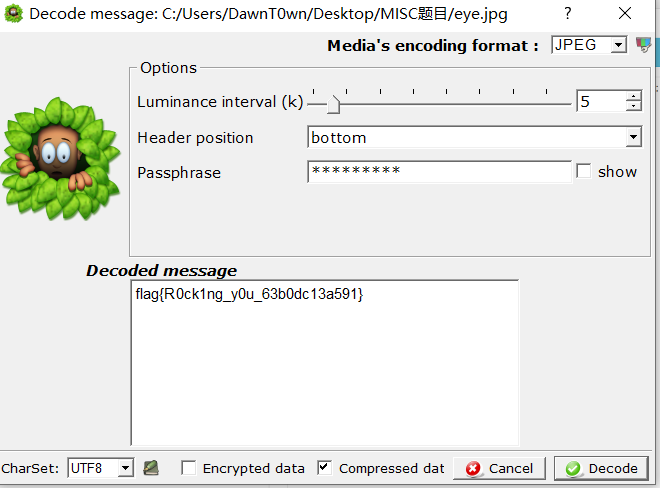 Decode message: C:/Users/DawnT0wn/Desktop/MISC题目/eye.jpg
?
Media's encoding format : JPEG
Options
Luminance interval (k) 5
Header position bottom
Passphrase ********* show
Decoded message
flag{R0ck1ng_y0u_63b0dc13a591}
CharSet: UTF8 Encrypted data Compressed dat Cancel Decode